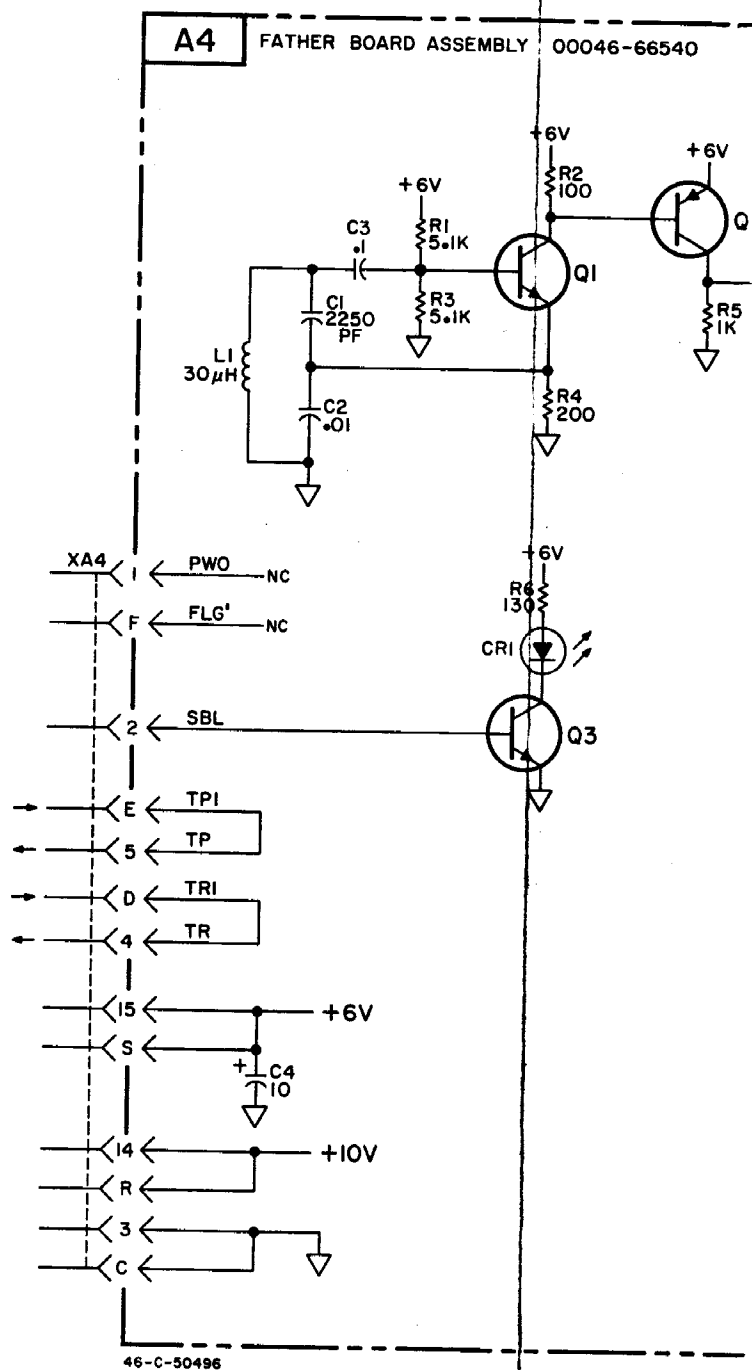 A4 FATHER BOARD ASSEMBLY 00046-66540
+6V
R2
100
+6V
Q
+6V
C3
.1
R1
5.1K
Q1
C1
2250
PF
R3
5.1K
R5
1K
L1
30μH
C2
.01
R4
200
XA4
1
PWO
NC
+6V
R6
130
F
FLG'
NC
CR1
2
SBL
Q3
E
TP1
5
TP
D
TR1
4
TR
15
+6V
S
+
C4
10
14
+10V
R
3
C
46-C-50496